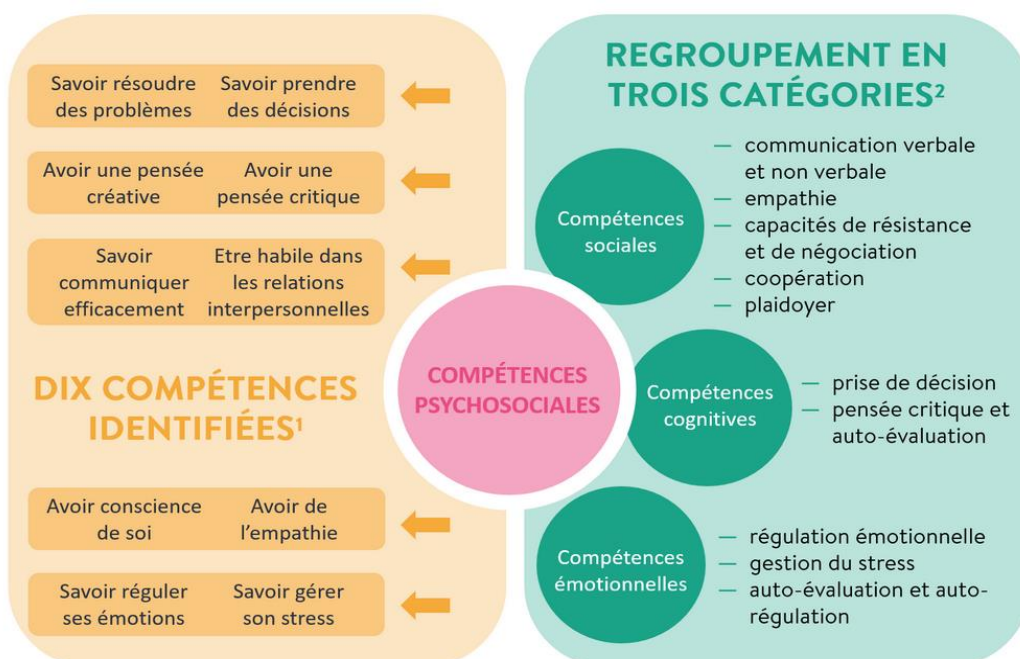 Savoir résoudre
des problèmes
Savoir prendre
des décisions
Avoir une pensée
créative
Avoir une
pensée critique
Savoir
communiquer
efficacement
Etre habile dans
les relations
interpersonnelles
DIX COMPÉTENCES
IDENTIFIÉES¹
Avoir conscience
de soi
Avoir de
l'empathie
Savoir réguler
ses émotions
Savoir gérer
son stress
COMPÉTENCES
PSYCHOSOCIALES
REGROUPEMENT EN
TROIS CATÉGORIES²
Compétences
sociales
— communication verbale
et non verbale
— empathie
— capacités de résistance
et de négociation
— coopération
— plaidoyer
Compétences
cognitives
— prise de décision
— pensée critique et
auto-évaluation
Compétences
émotionnelles
— régulation émotionnelle
— gestion du stress
— auto-évaluation et auto-
régulation